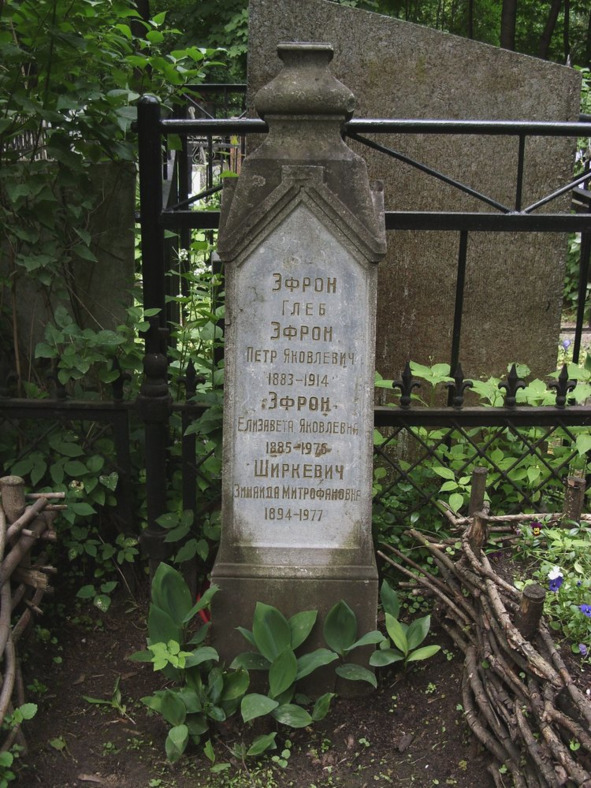 ЭФРОН
ГЛЕБ
ЭФРОН
ПЕТР ЯКОВЛЕВИЧ
1883-1914
ЭФРОН
ЕЛИЗАВЕТА ЯКОВЛЕВНА
1885-1976
ШИРКЕВИЧ
ЗИНАИДА МИТРОФАНОВНА
1894-1977